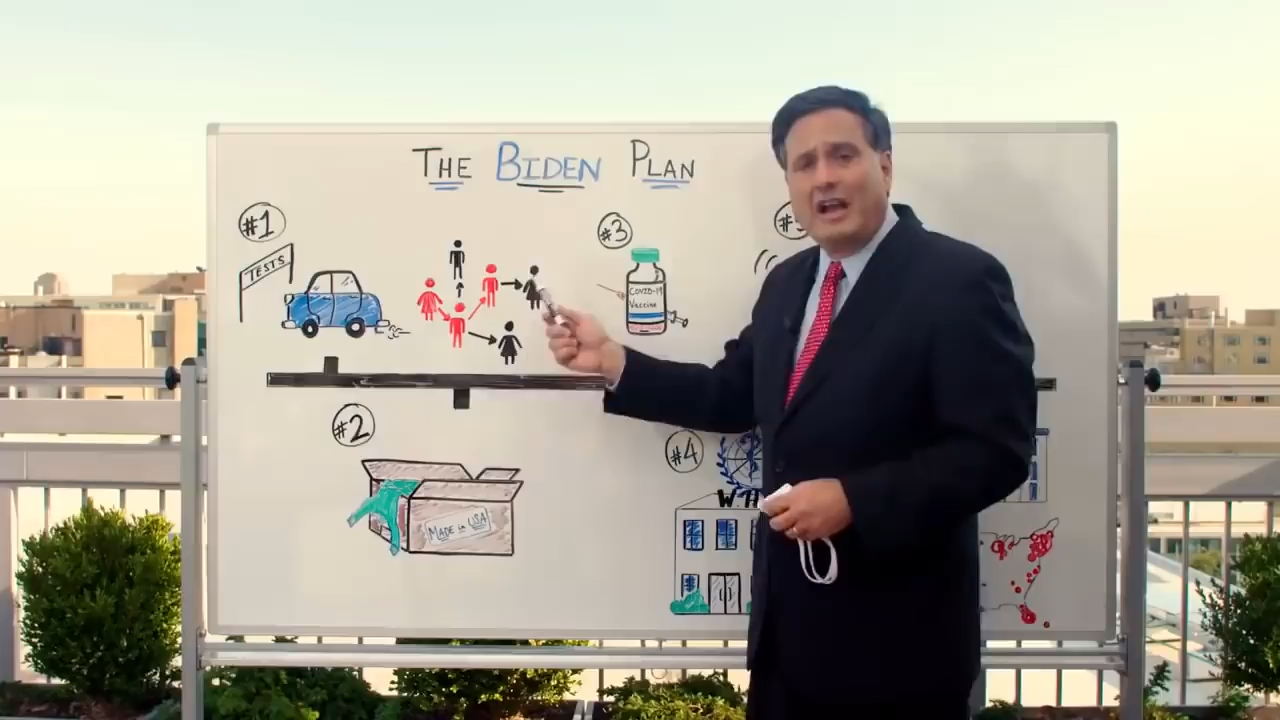 THE BIDEN PLAN
#1
TESTS
#3
COVID-19
Vaccine
#2
MADE in USA
#4